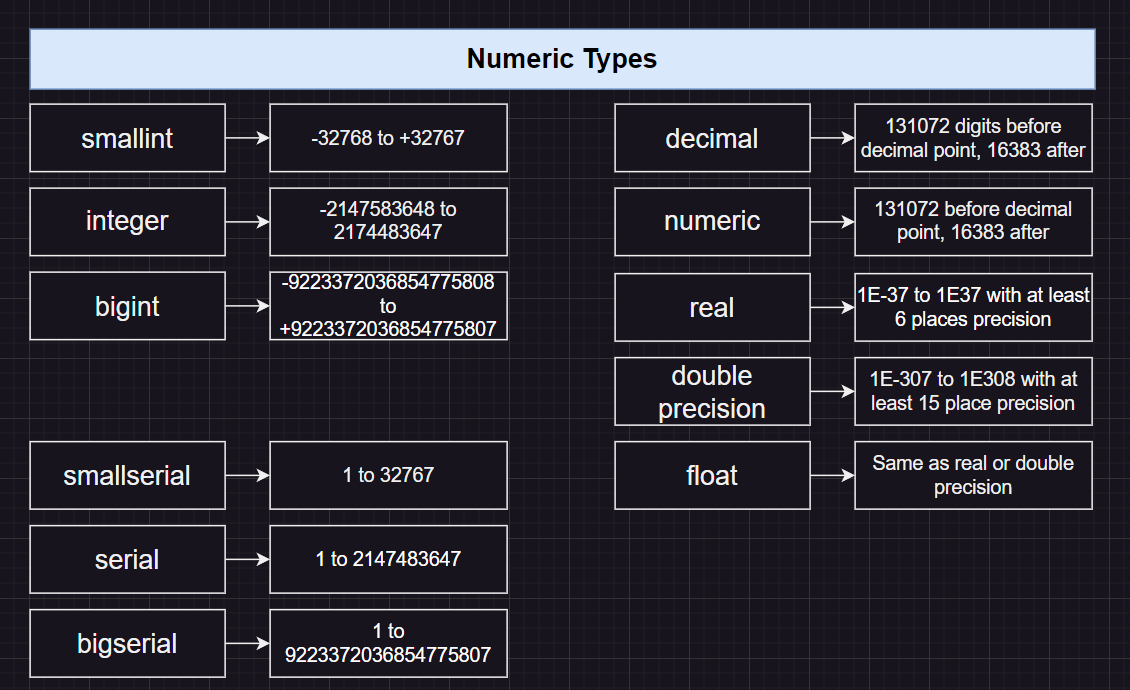 Numeric Types
smallint
-32768 to +32767
integer
-2147583648 to
2174483647
bigint
-9223372036854775808
to
+9223372036854775807
smallserial
1 to 32767
serial
1 to 2147483647
bigserial
1 to
9223372036854775807
decimal
131072 digits before
decimal point, 16383 after
numeric
131072 before decimal
point, 16383 after
real
1E-37 to 1E37 with at least
6 places precision
double
precision
1E-307 to 1E308 with at
least 15 place precision
float
Same as real or double
precision